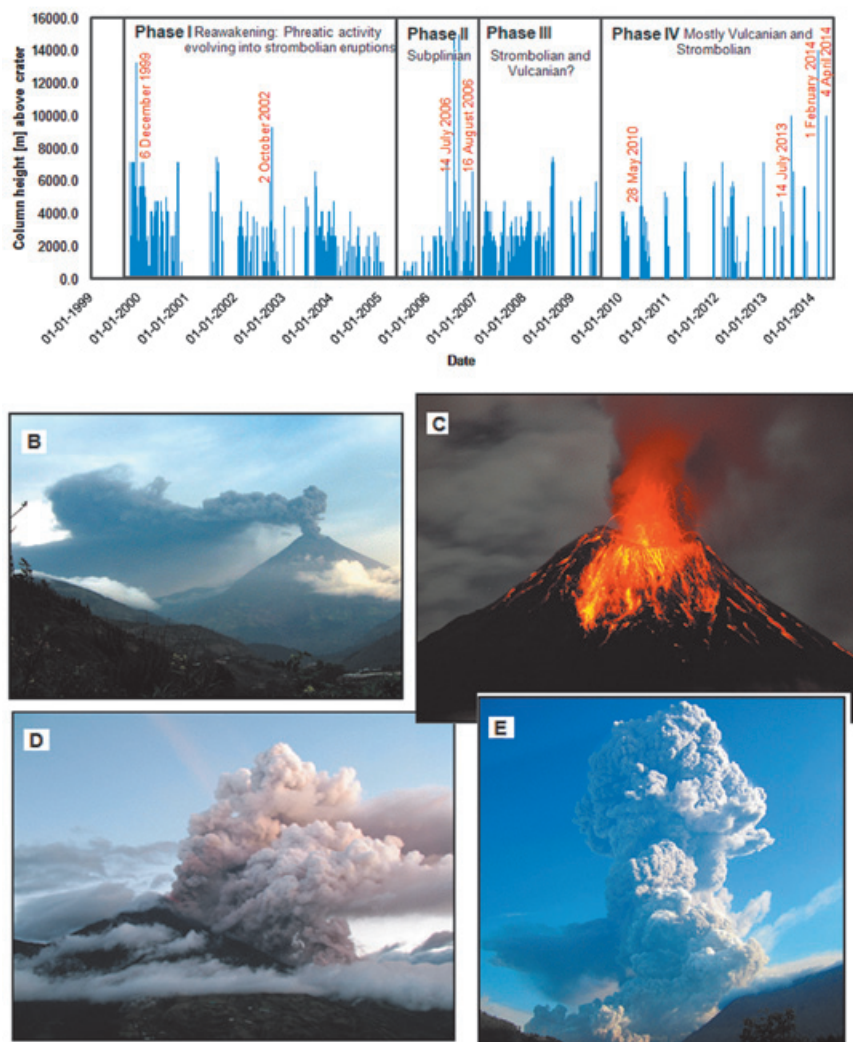 Phase I Reawakening: Phreatic activity
evolving into strombolian eruptions
Phase II
Subplinian
Phase III
Strombolian and
Vulcanian?
Phase IV Mostly Vulcanian and
Strombolian
Column height [m] above crater
16000.0
14000.0
12000.0
10000.0
8000.0
6000.0
4000.0
2000.0
0.0
6 December 1999
2 October 2002
14 July 2006
16 August 2006
28 May 2010
14 July 2013
1 February 2014
4 April 2014
01-01-1999
01-01-2000
01-01-2001
01-01-2002
01-01-2003
01-01-2004
01-01-2005
01-01-2006
01-01-2007
01-01-2008
01-01-2009
01-01-2010
01-01-2011
01-01-2012
01-01-2013
01-01-2014
Date
B
C
D
E